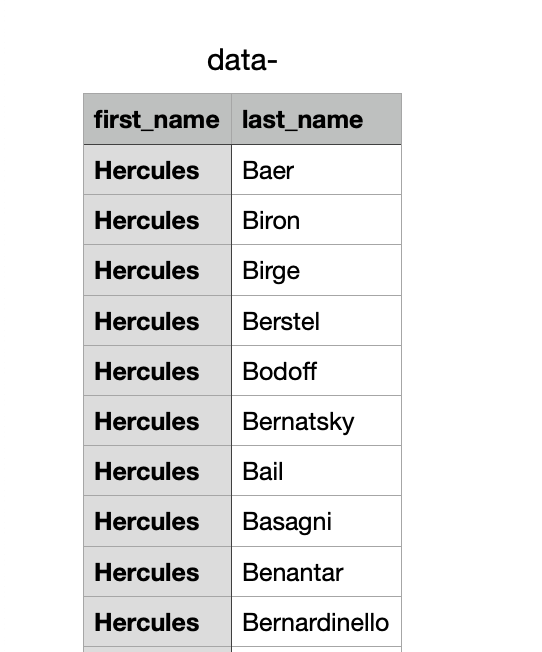 data-
first_name last_name
Hercules Baer
Hercules Biron
Hercules Birge
Hercules Berstel
Hercules Bodoff
Hercules Bernatsky
Hercules Bail
Hercules Basagni
Hercules Benantar
Hercules Bernardinello